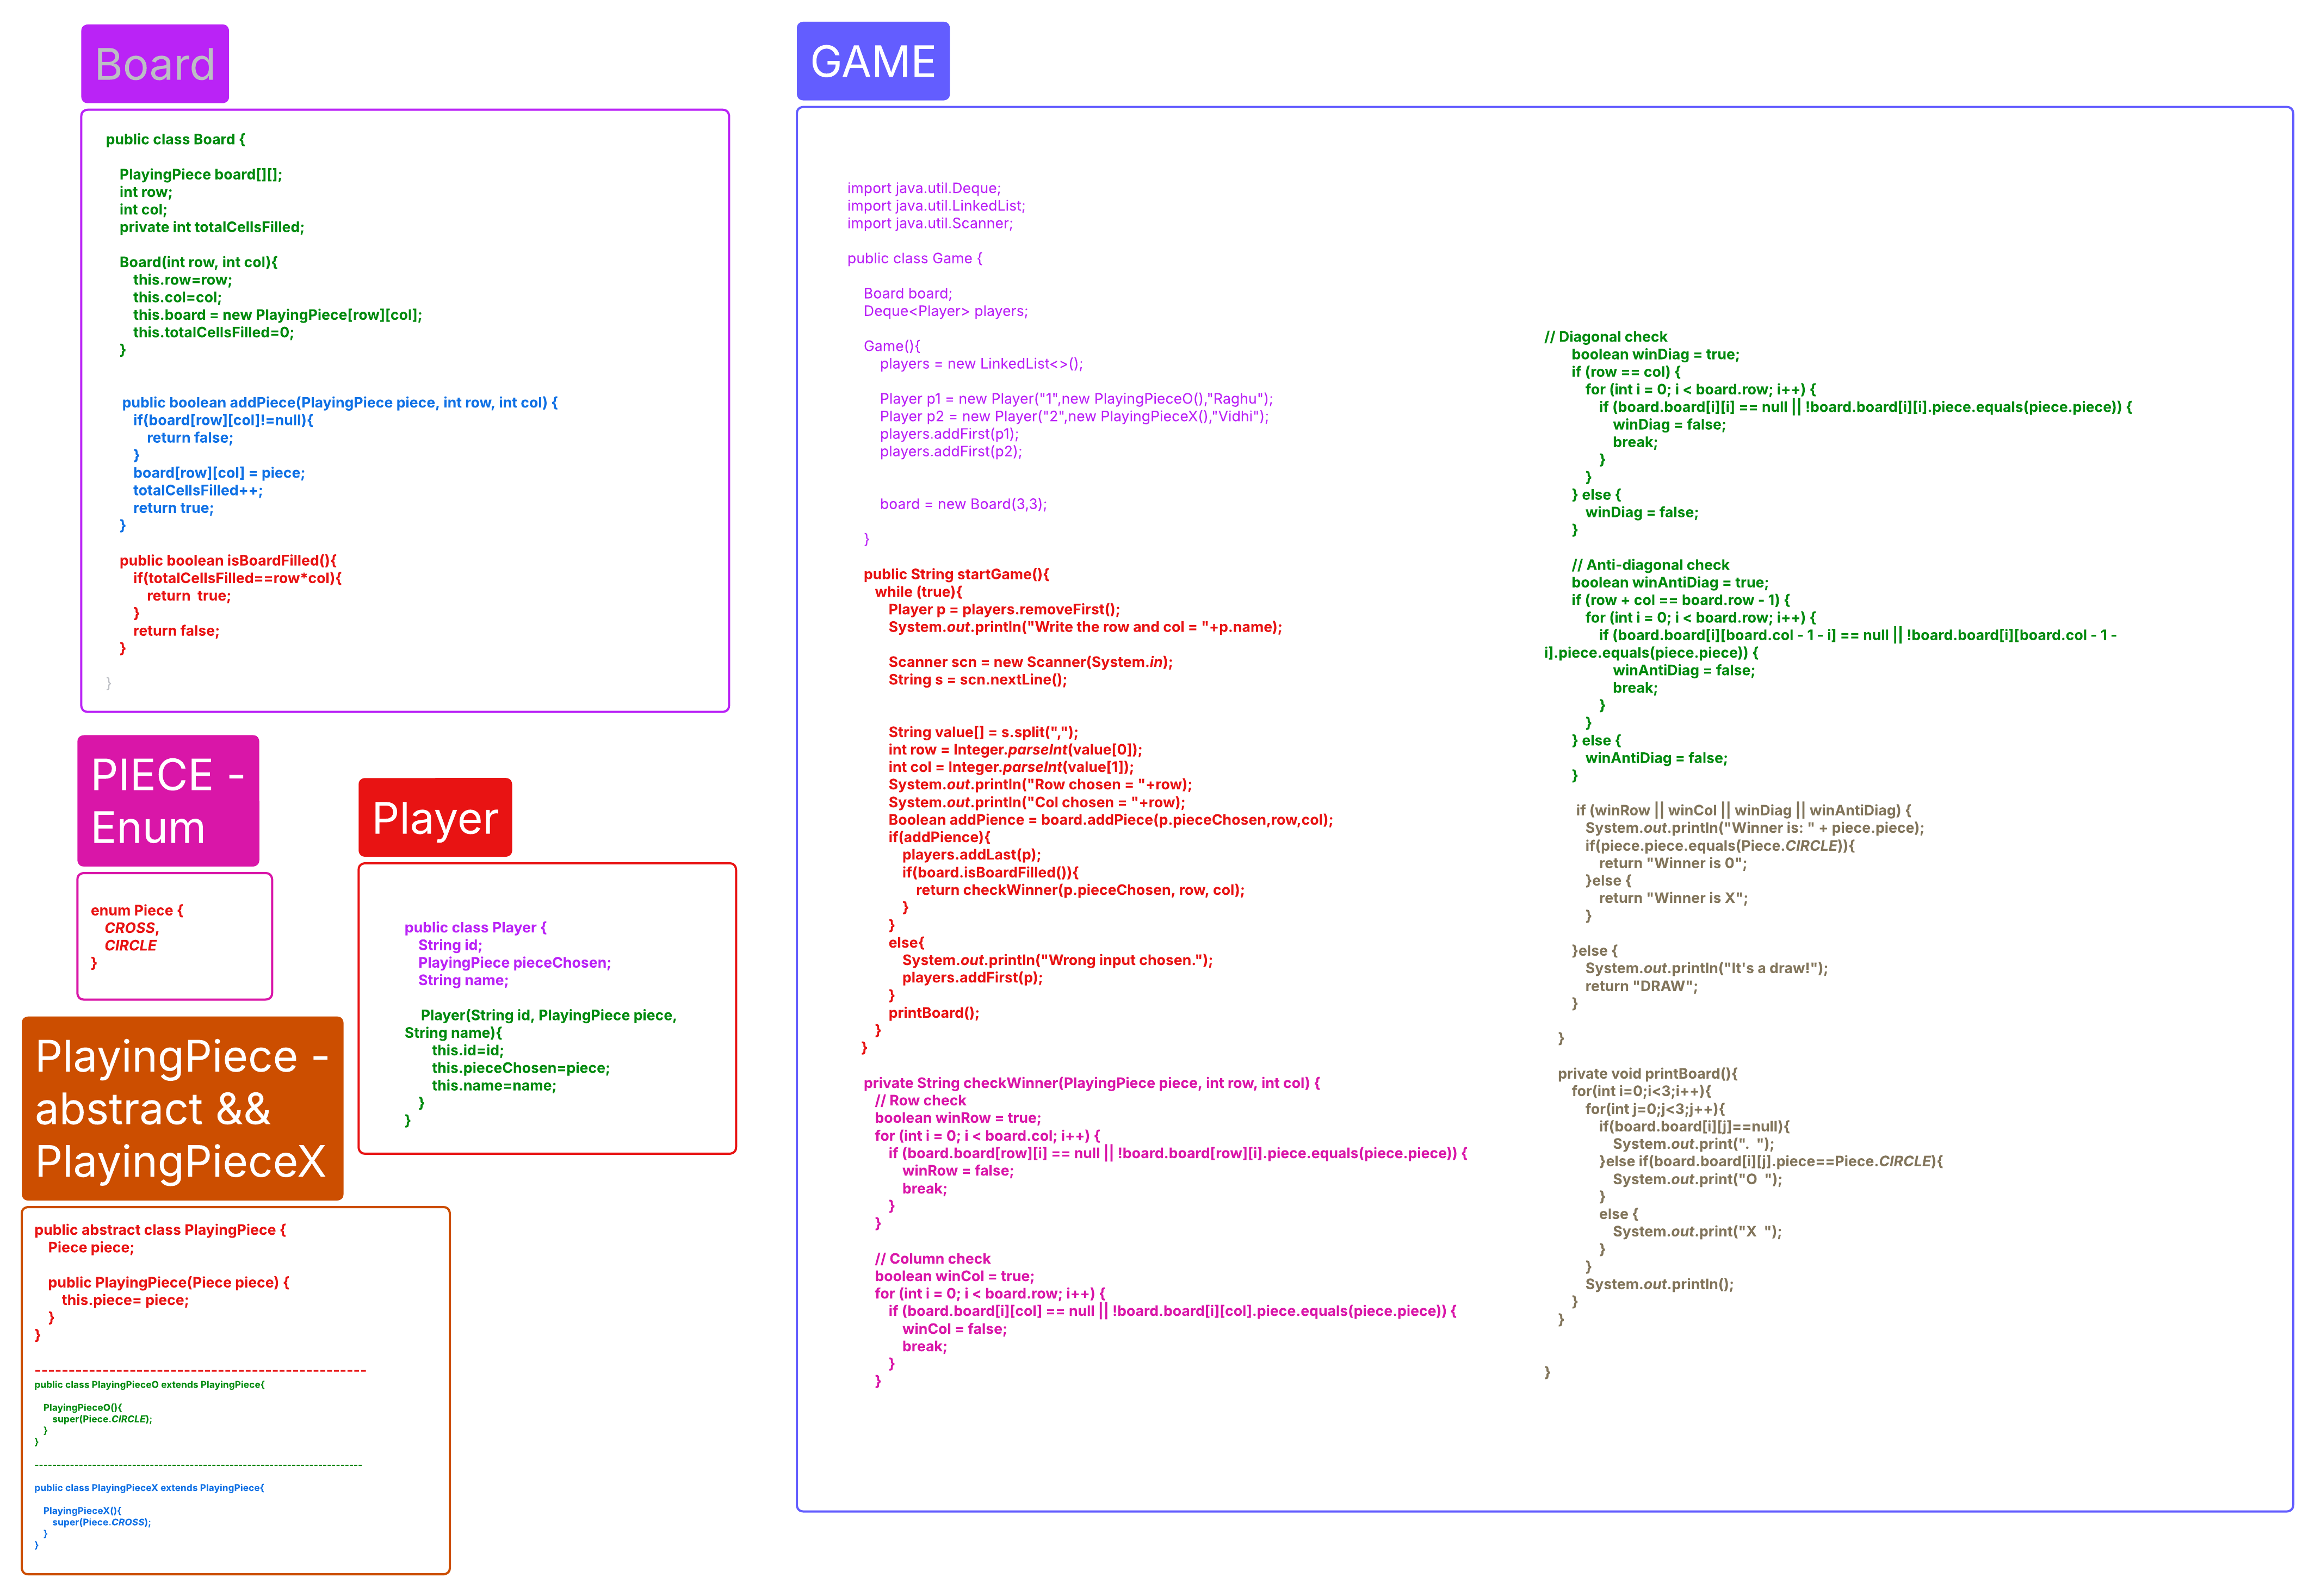 Board
public class Board {
PlayingPiece board[][];
int row;
int col;
private int totalCellsFilled;
Board(int row, int col){
this.row=row;
this.col=col;
this.board = new PlayingPiece[row][col];
this.totalCellsFilled=0;
}
public boolean addPiece(PlayingPiece piece, int row, int col) {
if(board[row][col]!=null){
return false;
}
board[row][col] = piece;
totalCellsFilled++;
return true;
}
public boolean isBoardFilled(){
if(totalCellsFilled==row*col){
return  true;
}
return false;
}
}
PIECE -
Enum
enum Piece {
CROSS,
CIRCLE
}
Player
public class Player {
String id;
PlayingPiece pieceChosen;
String name;
Player(String id, PlayingPiece piece,
String name){
this.id=id;
this.pieceChosen=piece;
this.name=name;
}
}
PlayingPiece -
abstract &&
PlayingPieceX
public abstract class PlayingPiece {
Piece piece;
public PlayingPiece(Piece piece) {
this.piece= piece;
}
}
--------------------------------------------------
public class PlayingPieceO extends PlayingPiece{
PlayingPieceO(){
super(Piece.CIRCLE);
}
}
--------------------------------------------------------------------------
public class PlayingPieceX extends PlayingPiece{
PlayingPieceX(){
super(Piece.CROSS);
}
}
GAME
import java.util.Deque;
import java.util.LinkedList;
import java.util.Scanner;
public class Game {
Board board;
Deque<Player> players;
Game(){
players = new LinkedList<>();
Player p1 = new Player("1",new PlayingPieceO(),"Raghu");
Player p2 = new Player("2",new PlayingPieceX(),"Vidhi");
players.addFirst(p1);
players.addFirst(p2);
board = new Board(3,3);
}
public String startGame(){
while (true){
Player p = players.removeFirst();
System.out.println("Write the row and col = "+p.name);
Scanner scn = new Scanner(System.in);
String s = scn.nextLine();
String value[] = s.split(",");
int row = Integer.parseInt(value[0]);
int col = Integer.parseInt(value[1]);
System.out.println("Row chosen = "+row);
System.out.println("Col chosen = "+row);
Boolean addPience = board.addPiece(p.pieceChosen,row,col);
if(addPience){
players.addLast(p);
if(board.isBoardFilled()){
return checkWinner(p.pieceChosen, row, col);
}
}
else{
System.out.println("Wrong input chosen.");
players.addFirst(p);
}
printBoard();
}
}
private String checkWinner(PlayingPiece piece, int row, int col) {
// Row check
boolean winRow = true;
for (int i = 0; i < board.col; i++) {
if (board.board[row][i] == null || !board.board[row][i].piece.equals(piece.piece)) {
winRow = false;
break;
}
}
// Column check
boolean winCol = true;
for (int i = 0; i < board.row; i++) {
if (board.board[i][col] == null || !board.board[i][col].piece.equals(piece.piece)) {
winCol = false;
break;
}
}
// Diagonal check
boolean winDiag = true;
if (row == col) {
for (int i = 0; i < board.row; i++) {
if (board.board[i][i] == null || !board.board[i][i].piece.equals(piece.piece)) {
winDiag = false;
break;
}
}
} else {
winDiag = false;
}
// Anti-diagonal check
boolean winAntiDiag = true;
if (row + col == board.row - 1) {
for (int i = 0; i < board.row; i++) {
if (board.board[i][board.col - 1 - i] == null || !board.board[i][board.col - 1 -
i].piece.equals(piece.piece)) {
winAntiDiag = false;
break;
}
}
} else {
winAntiDiag = false;
}
if (winRow || winCol || winDiag || winAntiDiag) {
System.out.println("Winner is: " + piece.piece);
if(piece.piece.equals(Piece.CIRCLE)){
return "Winner is 0";
}else {
return "Winner is X";
}
}else {
System.out.println("It's a draw!");
return "DRAW";
}
}
private void printBoard(){
for(int i=0;i<3;i++){
for(int j=0;j<3;j++){
if(board.board[i][j]==null){
System.out.print(".  ");
}else if(board.board[i][j].piece==Piece.CIRCLE){
System.out.print("O  ");
}
else {
System.out.print("X  ");
}
}
System.out.println();
}
}
}